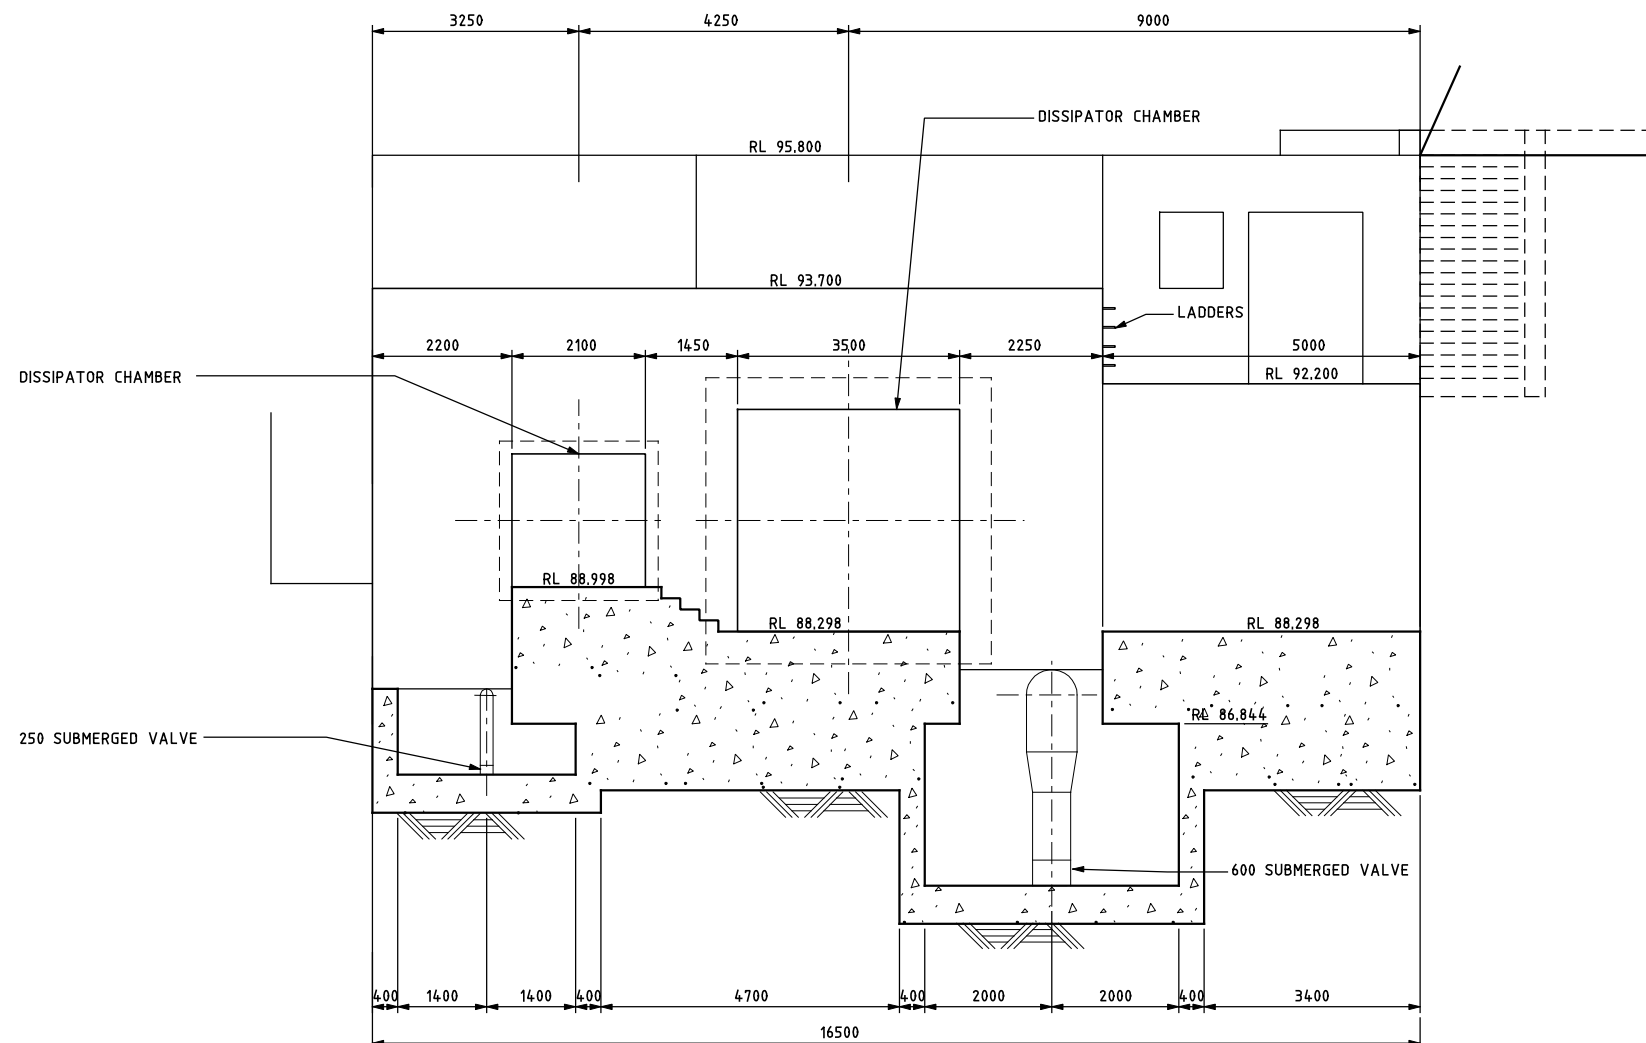 3250 4250 9000
DISSIPATOR CHAMBER
RL 95,800
RL 93,700
LADDERS
2200 2100 1450 3500 2250 5000
RL 92,200
DISSIPATOR CHAMBER
RL 88,998
RL 88,298 RL 88,298
RL 86,844
250 SUBMERGED VALVE
600 SUBMERGED VALVE
400 1400 1400 400 4700 400 2000 2000 400 3400
16500